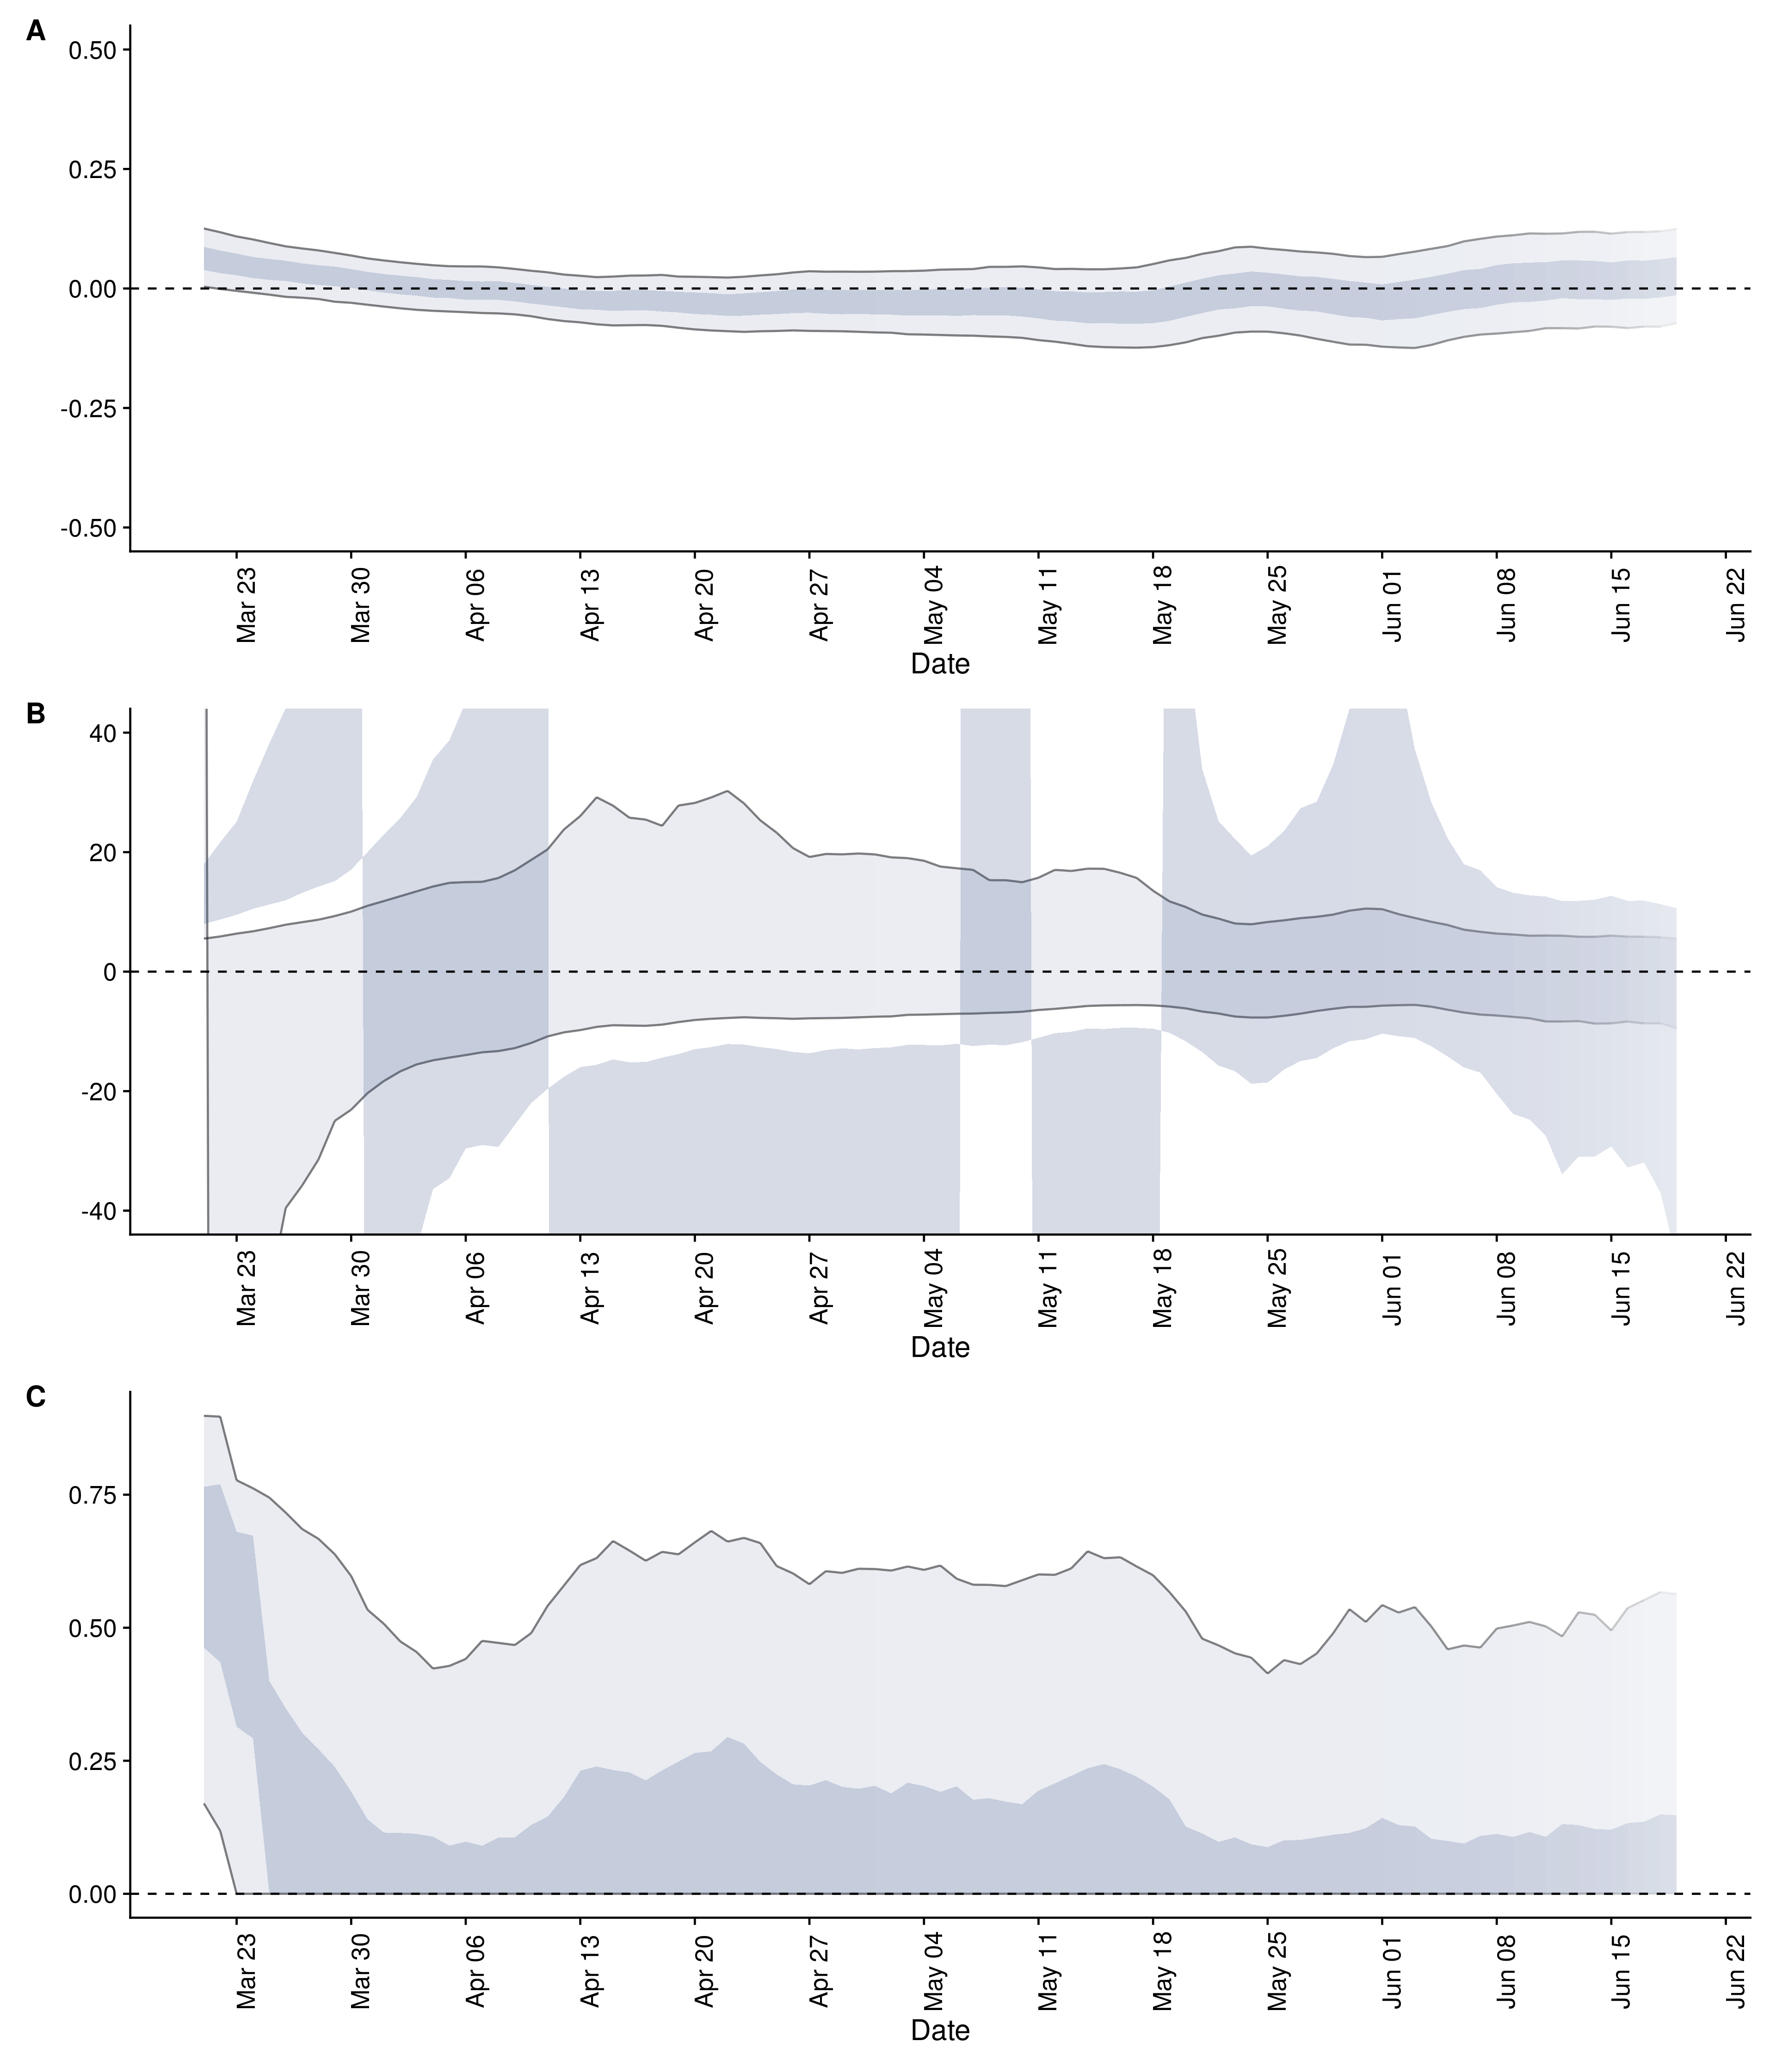 A
0.50
0.25
0.00
-0.25
-0.50
Mar 23
Mar 30
Apr 06
Apr 13
Apr 20
Apr 27
May 04
May 11
May 18
May 25
Jun 01
Jun 08
Jun 15
Jun 22
Date
B
40
20
0
-20
-40
Mar 23
Mar 30
Apr 06
Apr 13
Apr 20
Apr 27
May 04
May 11
May 18
May 25
Jun 01
Jun 08
Jun 15
Jun 22
Date
C
0.75
0.50
0.25
0.00
Mar 23
Mar 30
Apr 06
Apr 13
Apr 20
Apr 27
May 04
May 11
May 18
May 25
Jun 01
Jun 08
Jun 15
Jun 22
Date